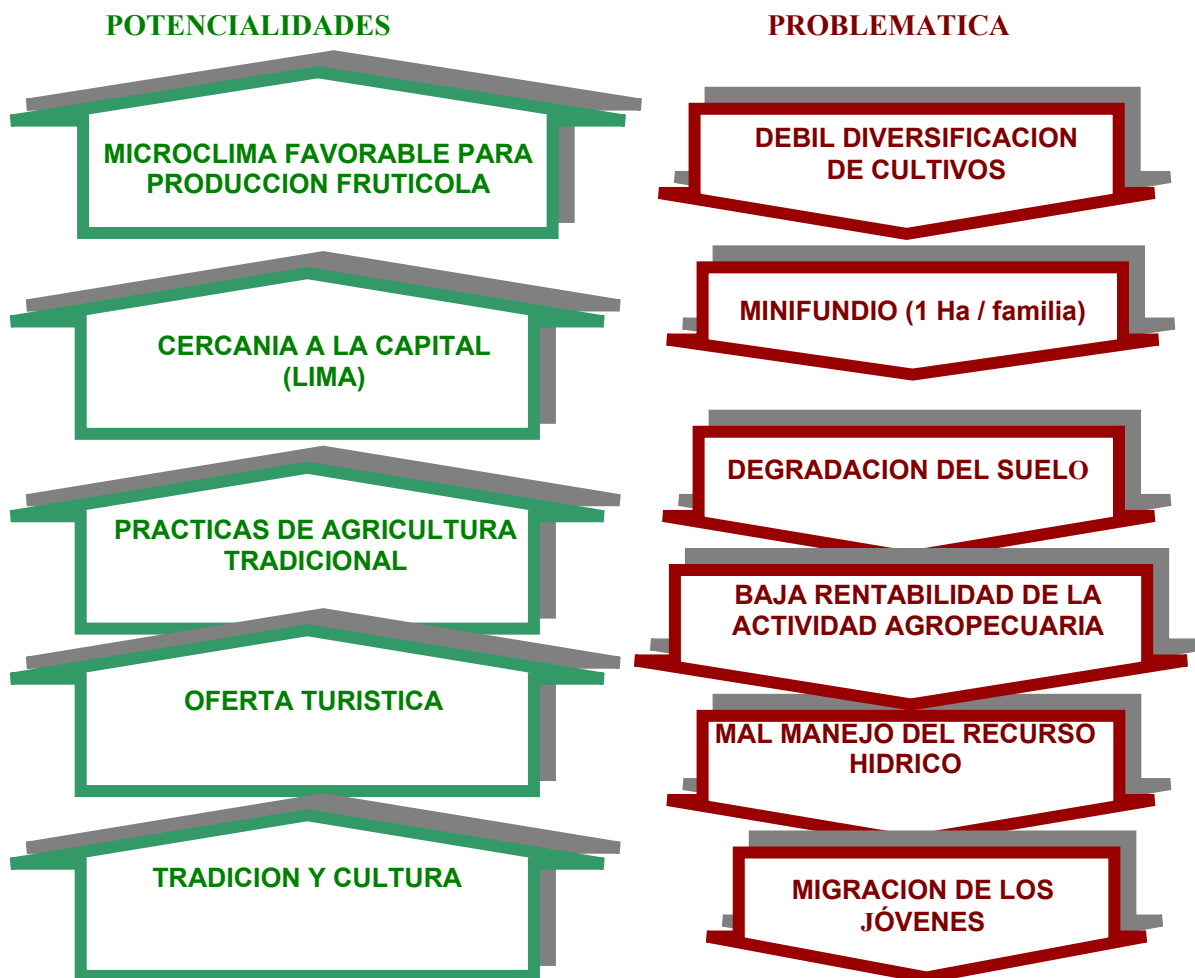 POTENCIALIDADES
MICROCLIMA FAVORABLE PARA
PRODUCCION FRUTICOLA
CERCANIA A LA CAPITAL
(LIMA)
PRACTICAS DE AGRICULTURA
TRADICIONAL
OFERTA TURISTICA
TRADICION Y CULTURA
PROBLEMATICA
DEBIL DIVERSIFICACION
DE CULTIVOS
MINIFUNDIO (1 Ha / familia)
DEGRADACION DEL SUELO
BAJA RENTABILIDAD DE LA
ACTIVIDAD AGROPECUARIA
MAL MANEJO DEL RECURSO
HIDRICO
MIGRACION DE LOS
JÓVENES